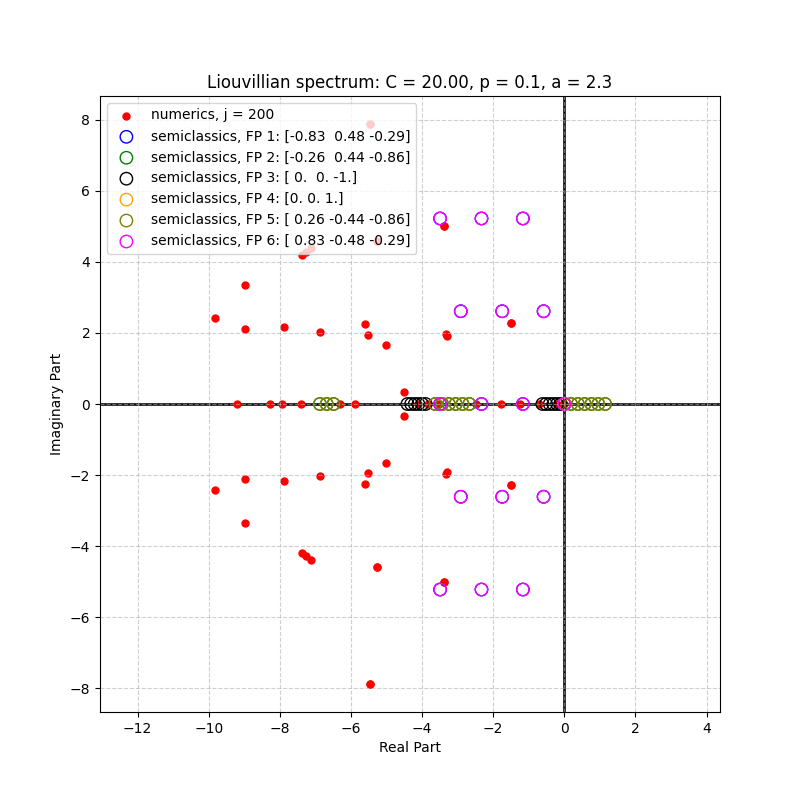 Liouvillian spectrum: C = 20.00, p = 0.1, a = 2.3
numerics, j = 200
semiclassics, FP 1: [-0.83  0.48 -0.29]
semiclassics, FP 2: [-0.26  0.44 -0.86]
semiclassics, FP 3: [ 0.  0. -1.]
semiclassics, FP 4: [0. 0. 1.]
semiclassics, FP 5: [ 0.26 -0.44 -0.86]
semiclassics, FP 6: [ 0.83 -0.48 -0.29]
8
6
4
2
0
−2
−4
−6
−8
Imaginary Part
−12 −10 −8 −6 −4 −2 0 2 4
Real Part